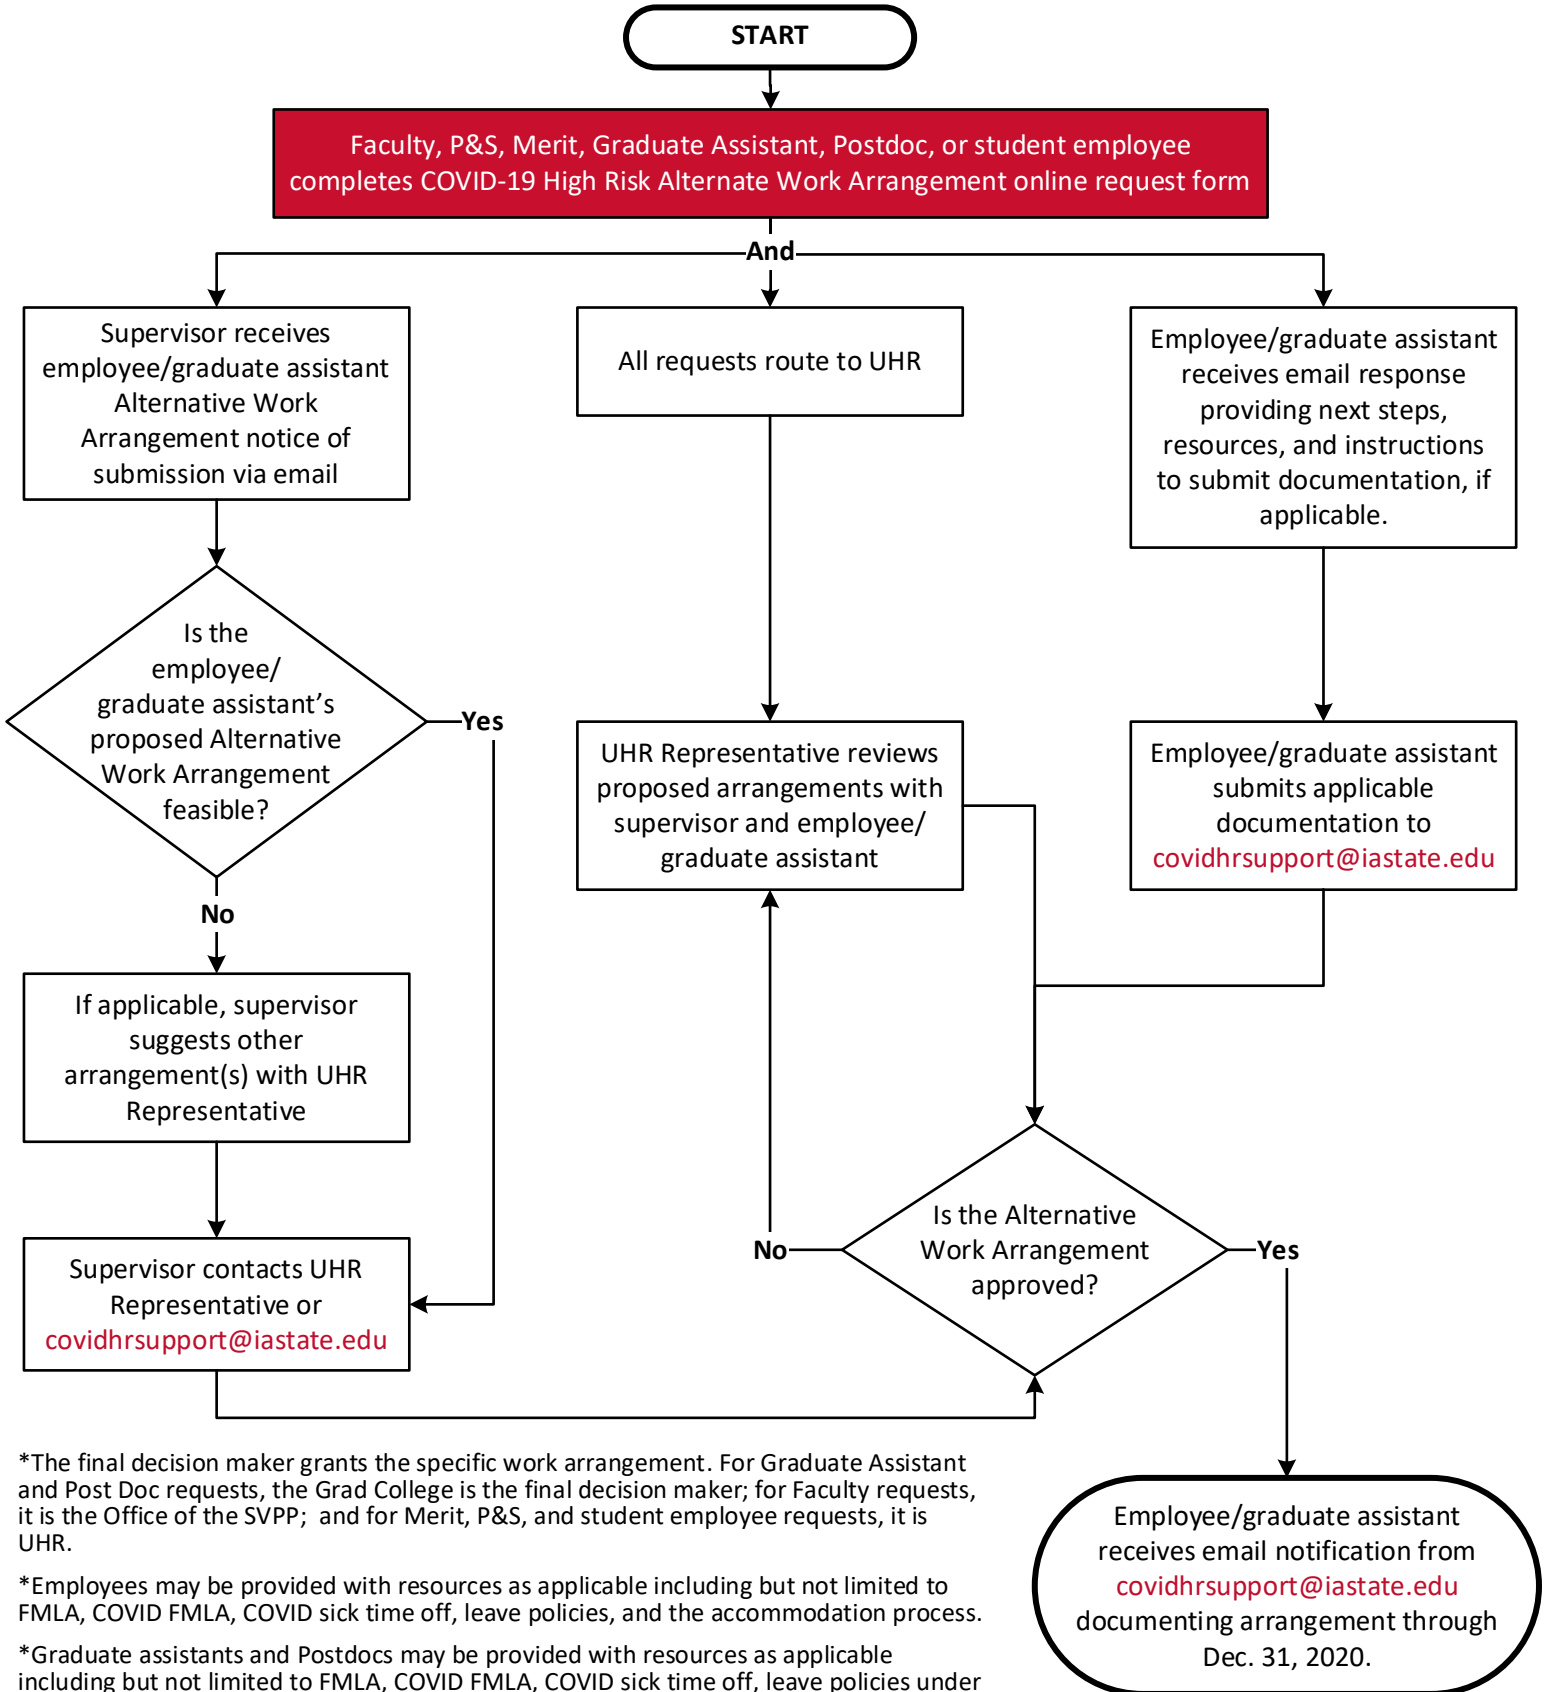 START
Faculty, P&S, Merit, Graduate Assistant, Postdoc, or student employee
completes COVID-19 High Risk Alternate Work Arrangement online request form
And
Supervisor receives
employee/graduate assistant
Alternative Work
Arrangement notice of
submission via email
All requests route to UHR
Employee/graduate assistant
receives email response
providing next steps,
resources, and instructions
to submit documentation, if
applicable.
Is the
employee/
graduate assistant’s
proposed Alternative
Work Arrangement
feasible?
Yes
No
UHR Representative reviews
proposed arrangements with
supervisor and employee/
graduate assistant
Employee/graduate assistant
submits applicable
documentation to
covidhrsupport@iastate.edu
If applicable, supervisor
suggests other
arrangement(s) with UHR
Representative
Supervisor contacts UHR
Representative or
covidhrsupport@iastate.edu
Is the Alternative
Work Arrangement
approved?
No
Yes
Employee/graduate assistant
receives email notification from
covidhrsupport@iastate.edu
documenting arrangement through
Dec. 31, 2020.
*The final decision maker grants the specific work arrangement. For Graduate Assistant
and Post Doc requests, the Grad College is the final decision maker; for Faculty requests,
it is the Office of the SVPP;  and for Merit, P&S, and student employee requests, it is
UHR.
*Employees may be provided with resources as applicable including but not limited to
FMLA, COVID FMLA, COVID sick time off, leave policies, and the accommodation process.
*Graduate assistants and Postdocs may be provided with resources as applicable
including but not limited to FMLA, COVID FMLA, COVID sick time off, leave policies under